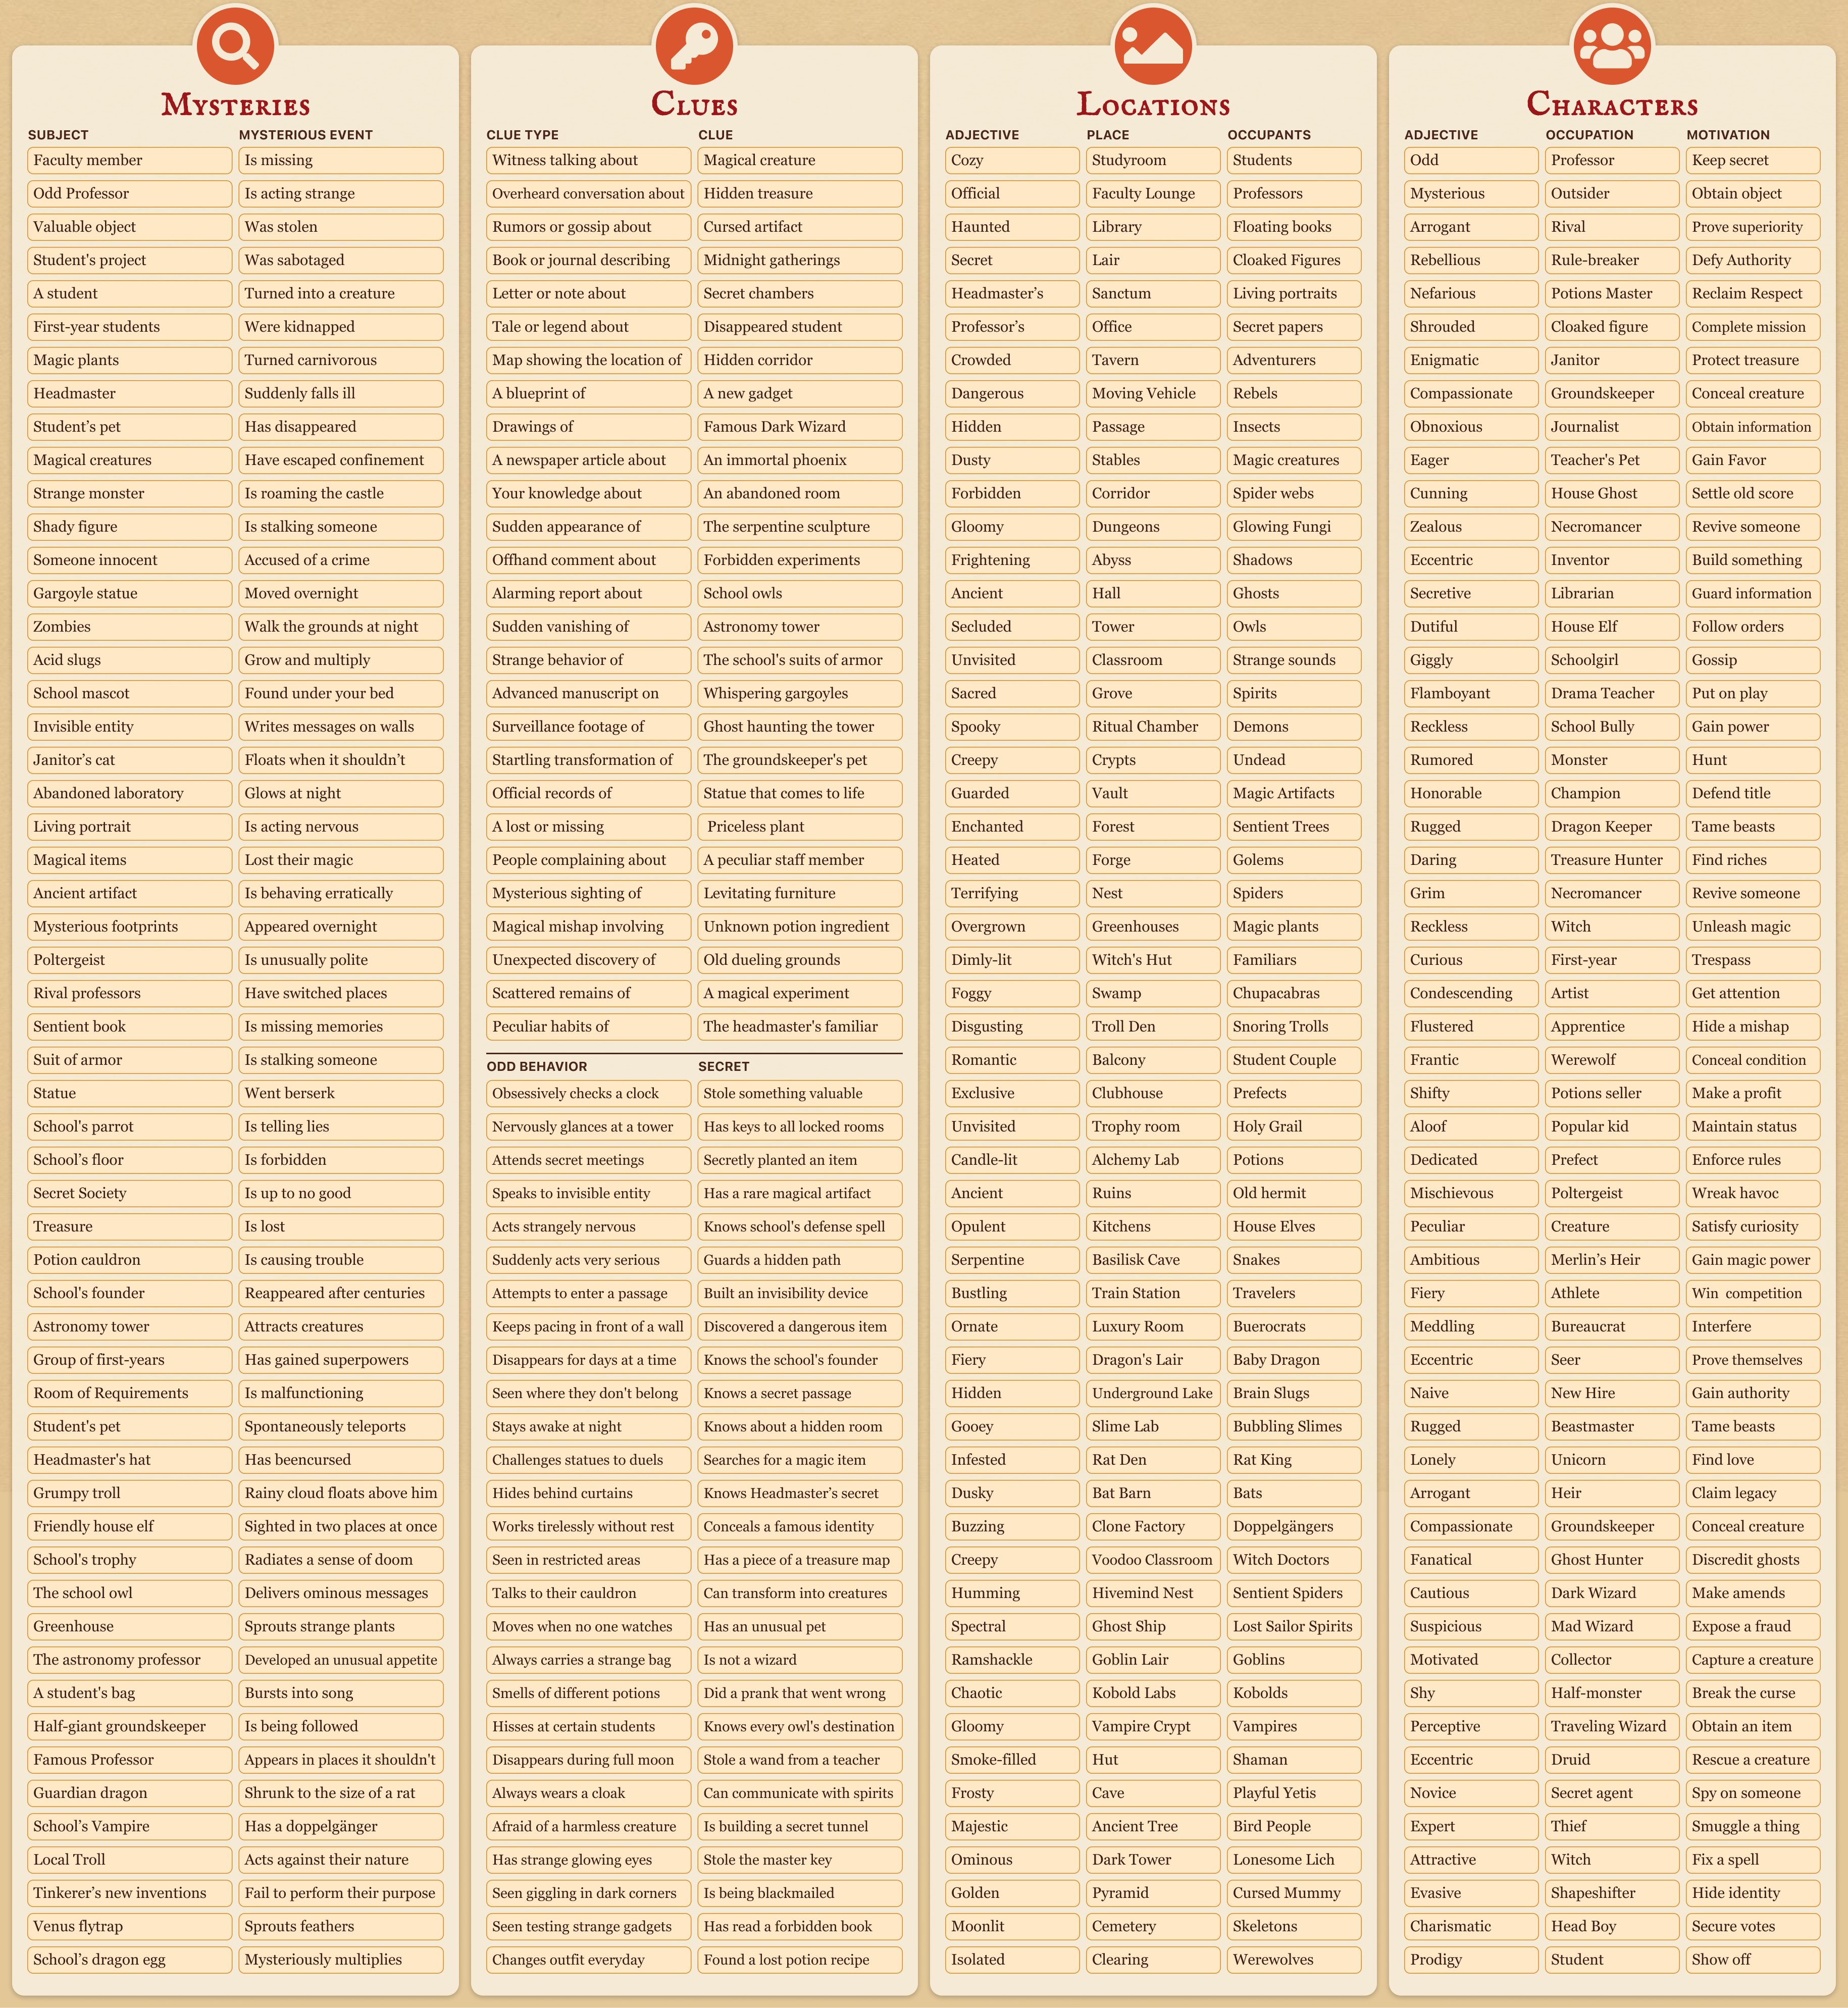 Mysteries
SUBJECT MYSTERIOUS EVENT
Faculty member Is missing
Odd Professor Is acting strange
Valuable object Was stolen
Student's project Was sabotaged
A student Turned into a creature
First-year students Were kidnapped
Magic plants Turned carnivorous
Headmaster Suddenly falls ill
Student’s pet Has disappeared
Magical creatures Have escaped confinement
Strange monster Is roaming the castle
Shady figure Is stalking someone
Someone innocent Accused of a crime
Gargoyle statue Moved overnight
Zombies Walk the grounds at night
Acid slugs Grow and multiply
School mascot Found under your bed
Invisible entity Writes messages on walls
Janitor’s cat Floats when it shouldn’t
Abandoned laboratory Glows at night
Living portrait Is acting nervous
Magical items Lost their magic
Ancient artifact Is behaving erratically
Mysterious footprints Appeared overnight
Poltergeist Is unusually polite
Rival professors Have switched places
Sentient book Is missing memories
Suit of armor Is stalking someone
Statue Went berserk
School's parrot Is telling lies
School’s floor Is forbidden
Secret Society Is up to no good
Treasure Is lost
Potion cauldron Is causing trouble
School's founder Reappeared after centuries
Astronomy tower Attracts creatures
Group of first-years Has gained superpowers
Room of Requirements Is malfunctioning
Student's pet Spontaneously teleports
Headmaster's hat Has beencursed
Grumpy troll Rainy cloud floats above him
Friendly house elf Sighted in two places at once
School's trophy Radiates a sense of doom
The school owl Delivers ominous messages
Greenhouse Sprouts strange plants
The astronomy professor Developed an unusual appetite
A student's bag Bursts into song
Half-giant groundskeeper Is being followed
Famous Professor Appears in places it shouldn't
Guardian dragon Shrunk to the size of a rat
School’s Vampire Has a doppelgänger
Local Troll Acts against their nature
Tinkerer’s new inventions Fail to perform their purpose
Venus flytrap Sprouts feathers
School’s dragon egg Mysteriously multiplies
Clues
CLUE TYPE CLUE
Witness talking about Magical creature
Overheard conversation about Hidden treasure
Rumors or gossip about Cursed artifact
Book or journal describing Midnight gatherings
Letter or note about Secret chambers
Tale or legend about Disappeared student
Map showing the location of Hidden corridor
A blueprint of A new gadget
Drawings of Famous Dark Wizard
A newspaper article about An immortal phoenix
Your knowledge about An abandoned room
Sudden appearance of The serpentine sculpture
Offhand comment about Forbidden experiments
Alarming report about School owls
Sudden vanishing of Astronomy tower
Strange behavior of The school's suits of armor
Advanced manuscript on Whispering gargoyles
Surveillance footage of Ghost haunting the tower
Startling transformation of The groundskeeper's pet
Official records of Statue that comes to life
A lost or missing Priceless plant
People complaining about A peculiar staff member
Mysterious sighting of Levitating furniture
Magical mishap involving Unknown potion ingredient
Unexpected discovery of Old dueling grounds
Scattered remains of A magical experiment
Peculiar habits of The headmaster's familiar
ODD BEHAVIOR SECRET
Obsessively checks a clock Stole something valuable
Nervously glances at a tower Has keys to all locked rooms
Attends secret meetings Secretly planted an item
Speaks to invisible entity Has a rare magical artifact
Acts strangely nervous Knows school's defense spell
Suddenly acts very serious Guards a hidden path
Attempts to enter a passage Built an invisibility device
Keeps pacing in front of a wall Discovered a dangerous item
Disappears for days at a time Knows the school's founder
Seen where they don't belong Knows a secret passage
Stays awake at night Knows about a hidden room
Challenges statues to duels Searches for a magic item
Hides behind curtains Knows Headmaster’s secret
Works tirelessly without rest Conceals a famous identity
Seen in restricted areas Has a piece of a treasure map
Talks to their cauldron Can transform into creatures
Moves when no one watches Has an unusual pet
Always carries a strange bag Is not a wizard
Smells of different potions Did a prank that went wrong
Hisses at certain students Knows every owl's destination
Disappears during full moon Stole a wand from a teacher
Always wears a cloak Can communicate with spirits
Afraid of a harmless creature Is building a secret tunnel
Has strange glowing eyes Stole the master key
Seen giggling in dark corners Is being blackmailed
Seen testing strange gadgets Has read a forbidden book
Changes outfit everyday Found a lost potion recipe
Locations
ADJECTIVE PLACE OCCUPANTS
Cozy Studyroom Students
Official Faculty Lounge Professors
Haunted Library Floating books
Secret Lair Cloaked Figures
Headmaster’s Sanctum Living portraits
Professor’s Office Secret papers
Crowded Tavern Adventurers
Dangerous Moving Vehicle Rebels
Hidden Passage Insects
Dusty Stables Magic creatures
Forbidden Corridor Spider webs
Gloomy Dungeons Glowing Fungi
Frightening Abyss Shadows
Ancient Hall Ghosts
Secluded Tower Owls
Unvisited Classroom Strange sounds
Sacred Grove Spirits
Spooky Ritual Chamber Demons
Creepy Crypts Undead
Guarded Vault Magic Artifacts
Enchanted Forest Sentient Trees
Heated Forge Golems
Terrifying Nest Spiders
Overgrown Greenhouses Magic plants
Dimly-lit Witch's Hut Familiars
Foggy Swamp Chupacabras
Disgusting Troll Den Snoring Trolls
Romantic Balcony Student Couple
Exclusive Clubhouse Prefects
Unvisited Trophy room Holy Grail
Candle-lit Alchemy Lab Potions
Ancient Ruins Old hermit
Opulent Kitchens House Elves
Serpentine Basilisk Cave Snakes
Bustling Train Station Travelers
Ornate Luxury Room Buerocrats
Fiery Dragon's Lair Baby Dragon
Hidden Underground Lake Brain Slugs
Gooey Slime Lab Bubbling Slimes
Infested Rat Den Rat King
Dusky Bat Barn Bats
Buzzing Clone Factory Doppelgängers
Creepy Voodoo Classroom Witch Doctors
Humming Hivemind Nest Sentient Spiders
Spectral Ghost Ship Lost Sailor Spirits
Ramshackle Goblin Lair Goblins
Chaotic Kobold Labs Kobolds
Gloomy Vampire Crypt Vampires
Smoke-filled Hut Shaman
Frosty Cave Playful Yetis
Majestic Ancient Tree Bird People
Ominous Dark Tower Lonesome Lich
Golden Pyramid Cursed Mummy
Moonlit Cemetery Skeletons
Isolated Clearing Werewolves
Characters
ADJECTIVE OCCUPATION MOTIVATION
Odd Professor Keep secret
Mysterious Outsider Obtain object
Arrogant Rival Prove superiority
Rebellious Rule-breaker Defy Authority
Nefarious Potions Master Reclaim Respect
Shrouded Cloaked figure Complete mission
Enigmatic Janitor Protect treasure
Compassionate Groundskeeper Conceal creature
Obnoxious Journalist Obtain information
Eager Teacher's Pet Gain Favor
Cunning House Ghost Settle old score
Zealous Necromancer Revive someone
Eccentric Inventor Build something
Secretive Librarian Guard information
Dutiful House Elf Follow orders
Giggly Schoolgirl Gossip
Flamboyant Drama Teacher Put on play
Reckless School Bully Gain power
Rumored Monster Hunt
Honorable Champion Defend title
Rugged Dragon Keeper Tame beasts
Daring Treasure Hunter Find riches
Grim Necromancer Revive someone
Reckless Witch Unleash magic
Curious First-year Trespass
Condescending Artist Get attention
Flustered Apprentice Hide a mishap
Frantic Werewolf Conceal condition
Shifty Potions seller Make a profit
Aloof Popular kid Maintain status
Dedicated Prefect Enforce rules
Mischievous Poltergeist Wreak havoc
Peculiar Creature Satisfy curiosity
Ambitious Merlin’s Heir Gain magic power
Fiery Athlete Win competition
Meddling Bureaucrat Interfere
Eccentric Seer Prove themselves
Naive New Hire Gain authority
Rugged Beastmaster Tame beasts
Lonely Unicorn Find love
Arrogant Heir Claim legacy
Compassionate Groundskeeper Conceal creature
Fanatical Ghost Hunter Discredit ghosts
Cautious Dark Wizard Make amends
Suspicious Mad Wizard Expose a fraud
Motivated Collector Capture a creature
Shy Half-monster Break the curse
Perceptive Traveling Wizard Obtain an item
Eccentric Druid Rescue a creature
Novice Secret agent Spy on someone
Expert Thief Smuggle a thing
Attractive Witch Fix a spell
Evasive Shapeshifter Hide identity
Charismatic Head Boy Secure votes
Prodigy Student Show off